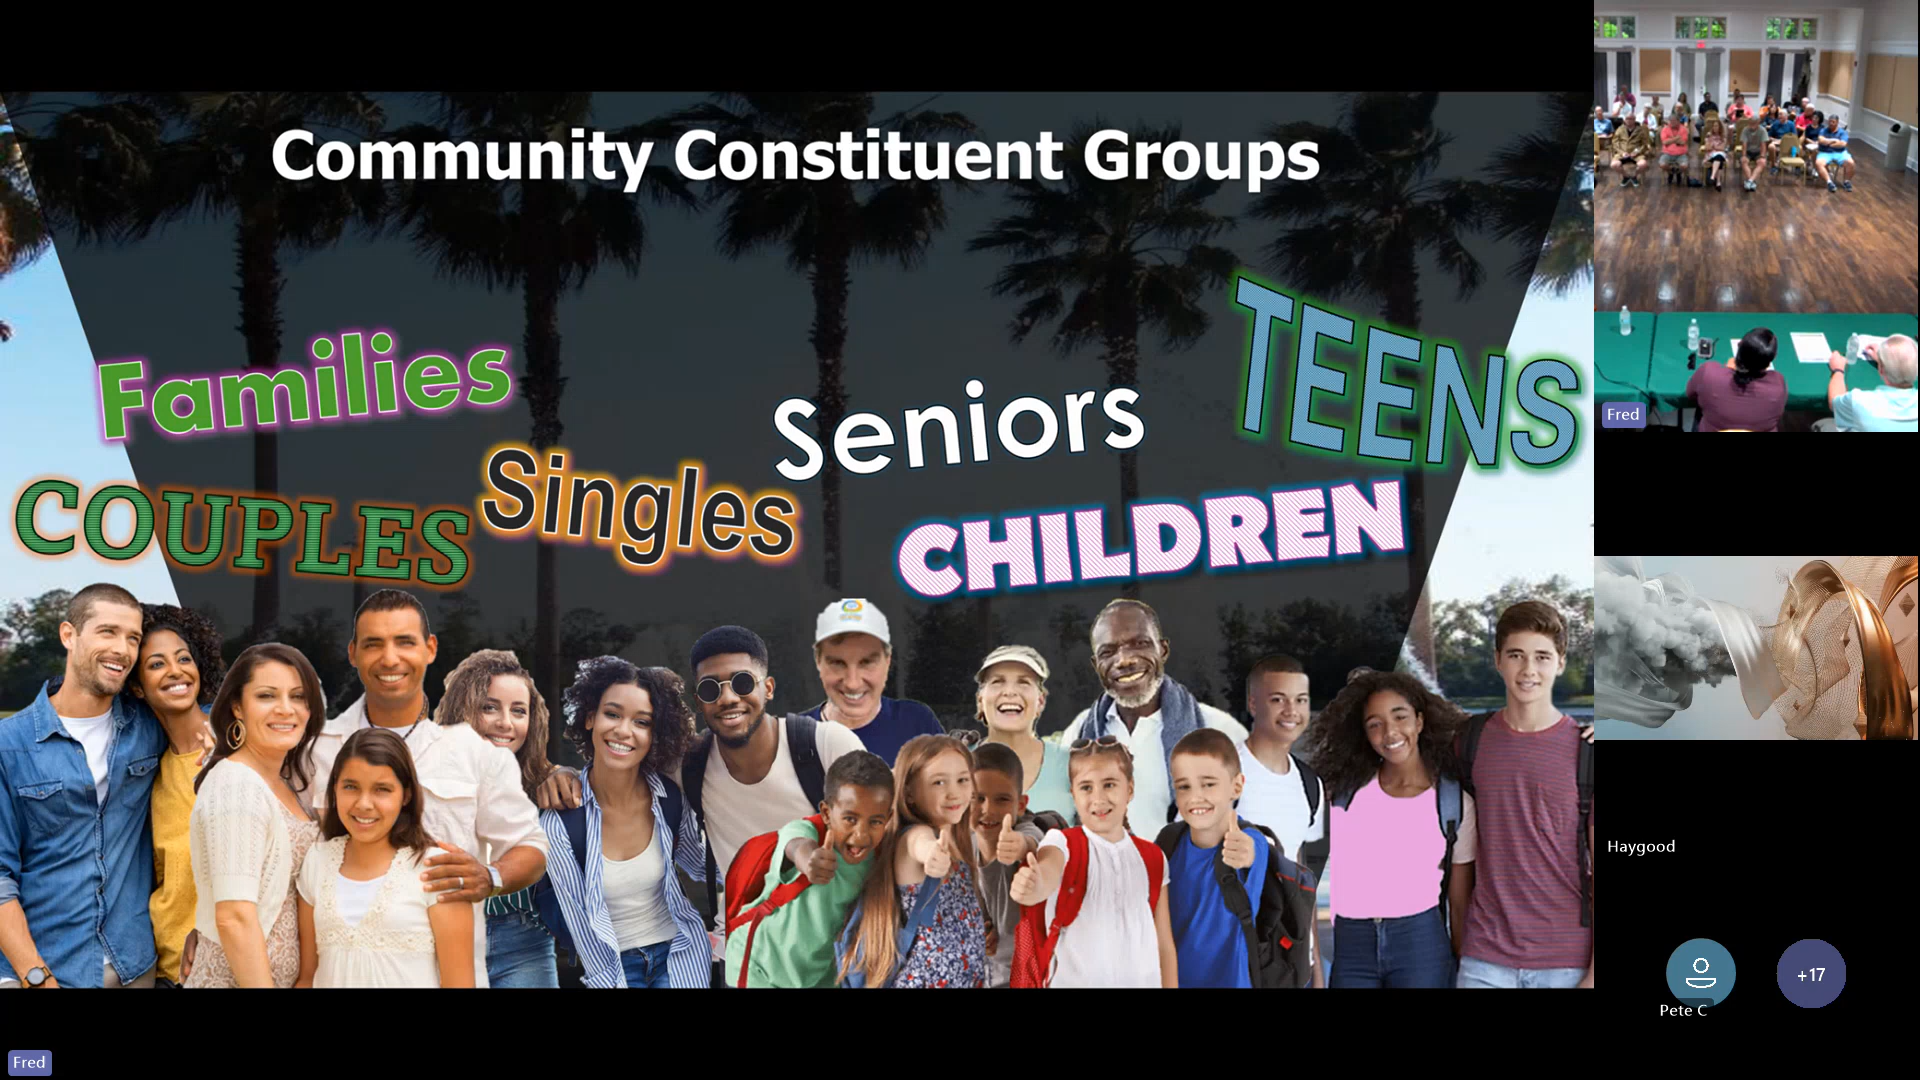 Community Constituent Groups
Families
COUPLES
Singles
Seniors
CHILDREN
TEENS
Fred
Haygood
Pete C
+17
Fred